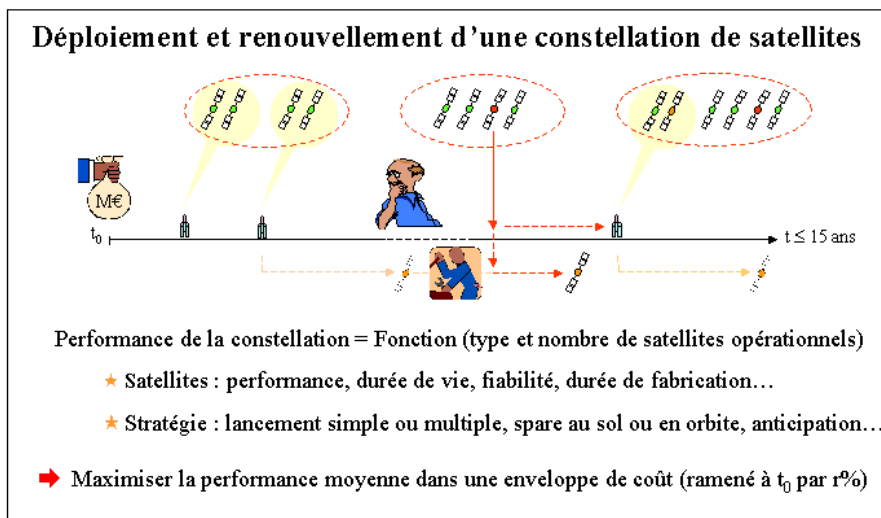 Déploiement et renouvellement d'une constellation de satellites
M€
t₀
t ≤ 15 ans
Performance de la constellation = Fonction (type et nombre de satellites opérationnels)
Satellites : performance, durée de vie, fiabilité, durée de fabrication…
Stratégie : lancement simple ou multiple, spare au sol ou en orbite, anticipation…
Maximiser la performance moyenne dans une enveloppe de coût (ramené à t₀ par r%)